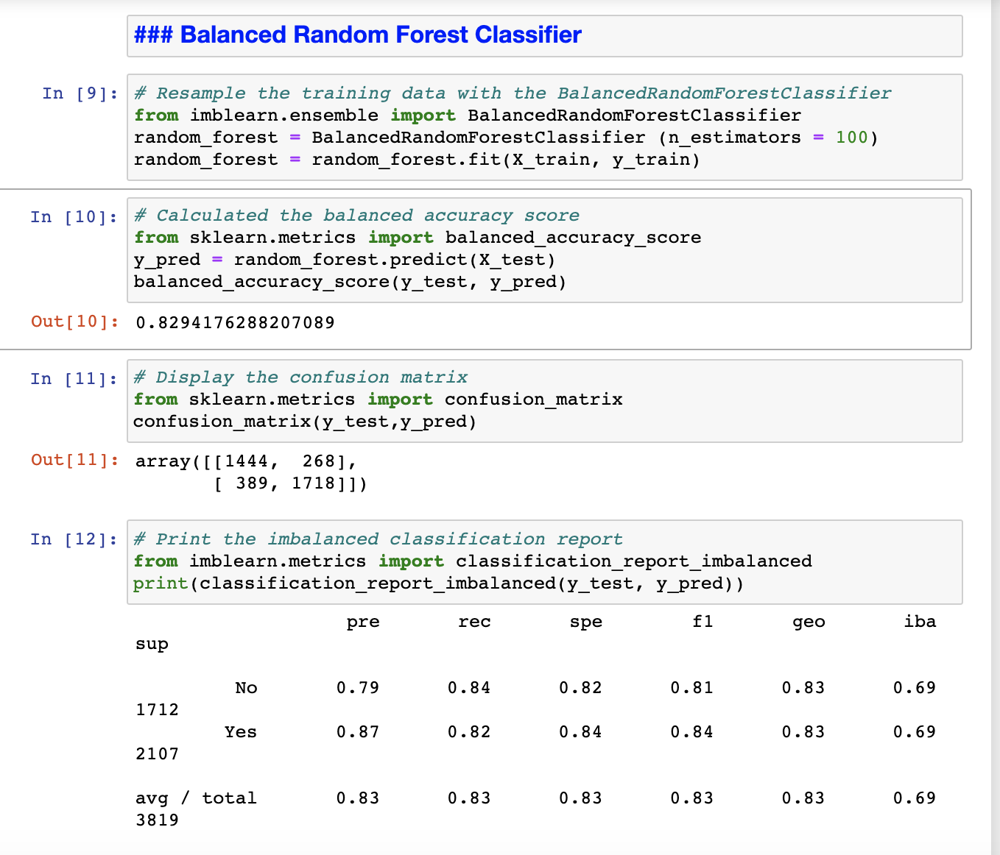 ### Balanced Random Forest Classifier
In [9]: # Resample the training data with the BalancedRandomForestClassifier
from imblearn.ensemble import BalancedRandomForestClassifier
random_forest = BalancedRandomForestClassifier (n_estimators = 100)
random_forest = random_forest.fit(X_train, y_train)
In [10]: # Calculated the balanced accuracy score
from sklearn.metrics import balanced_accuracy_score
y_pred = random_forest.predict(X_test)
balanced_accuracy_score(y_test, y_pred)
Out[10]: 0.8294176288207089
In [11]: # Display the confusion matrix
from sklearn.metrics import confusion_matrix
confusion_matrix(y_test,y_pred)
Out[11]: array([[1444,  268],
       [ 389, 1718]])
In [12]: # Print the imbalanced classification report
from imblearn.metrics import classification_report_imbalanced
print(classification_report_imbalanced(y_test, y_pred))
pre rec spe f1 geo iba
sup
No 0.79 0.84 0.82 0.81 0.83 0.69
1712
Yes 0.87 0.82 0.84 0.84 0.83 0.69
2107
avg / total 0.83 0.83 0.83 0.83 0.83 0.69
3819